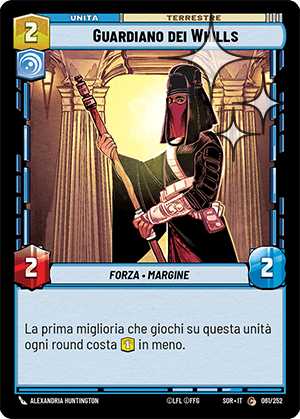 2
UNITÀ
TERRESTRE
GUARDIANO DEI WHILLS
2
FORZA • MARGINE
2
La prima miglioria che giochi su questa unità
ogni round costa 1 in meno.
ALEXANDRIA HUNTINGTON
©LFL ©FFG
SOR • IT C 061/252